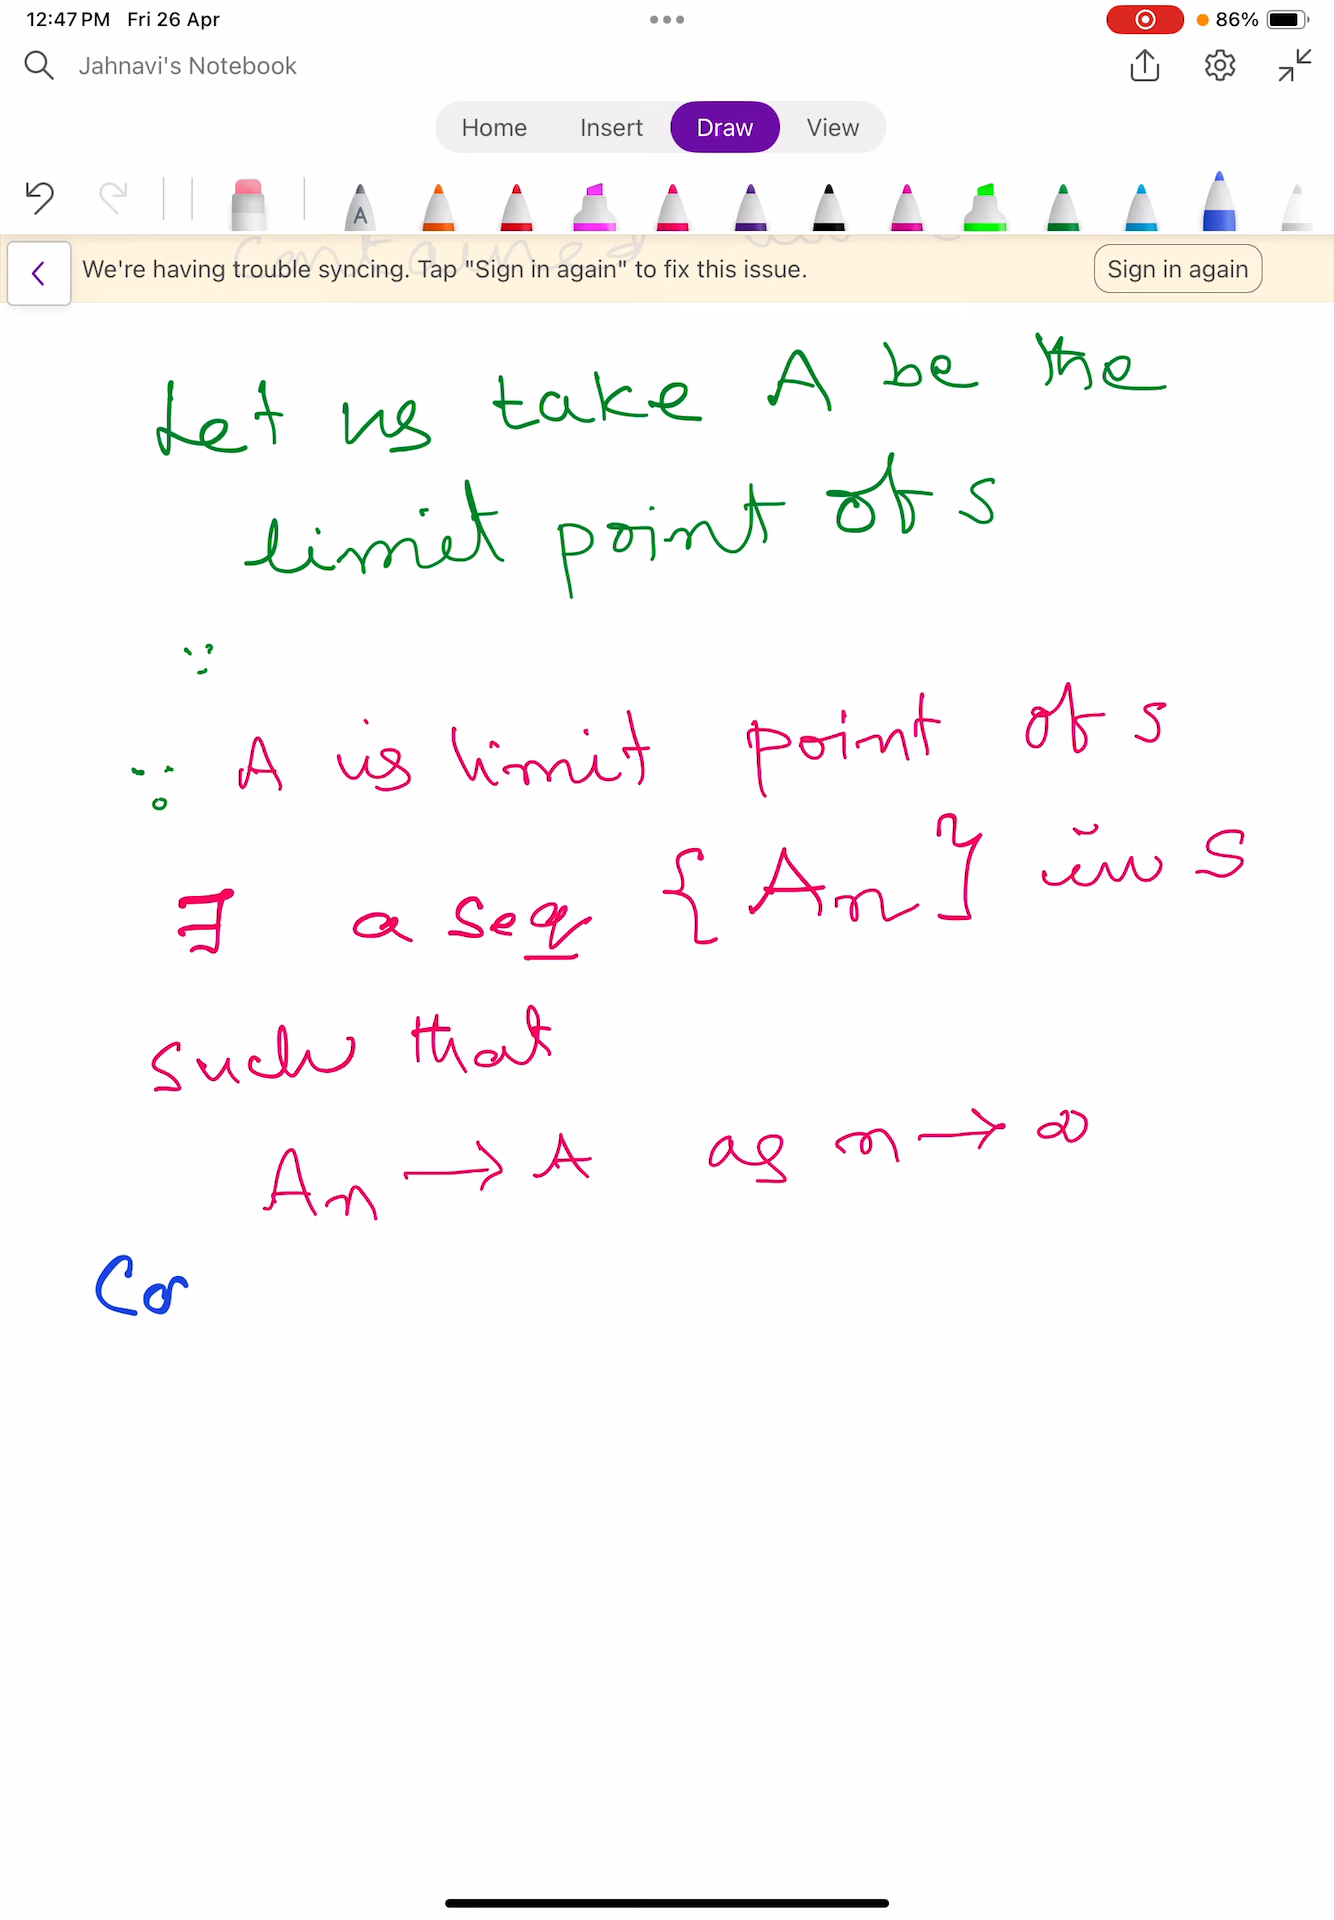 12:47 PM Fri 26 Apr 86%
Jahnavi's Notebook
Home Insert Draw View
A
contained in
We're having trouble syncing. Tap "Sign in again" to fix this issue. Sign in again
Let us take A be the
limit point of s
∵
∵ A is limit point of s
∃ a seq {An} in S
such that
An → A as n → ∞
Co